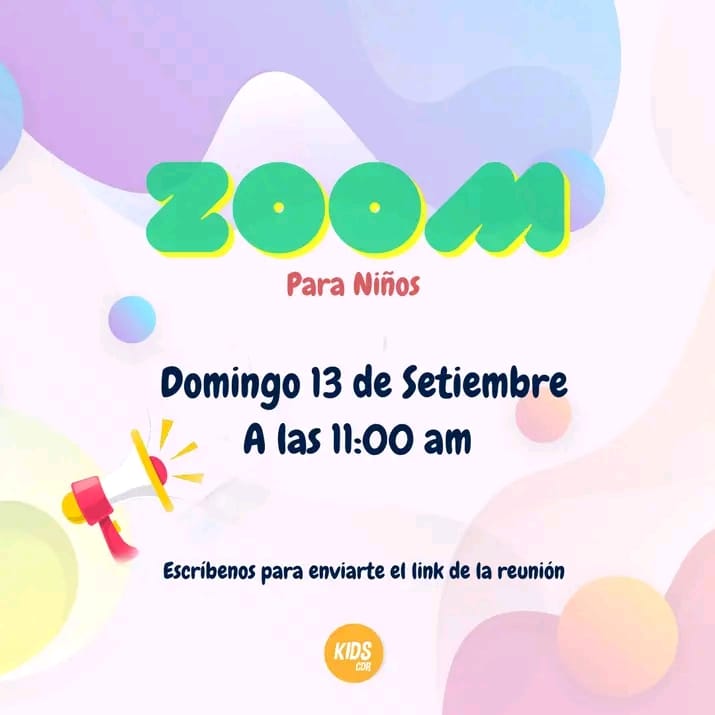 ZOOM
Para Niños
Domingo 13 de Setiembre
A las 11:00 am
Escríbenos para enviarte el link de la reunión
KIDS
CDR